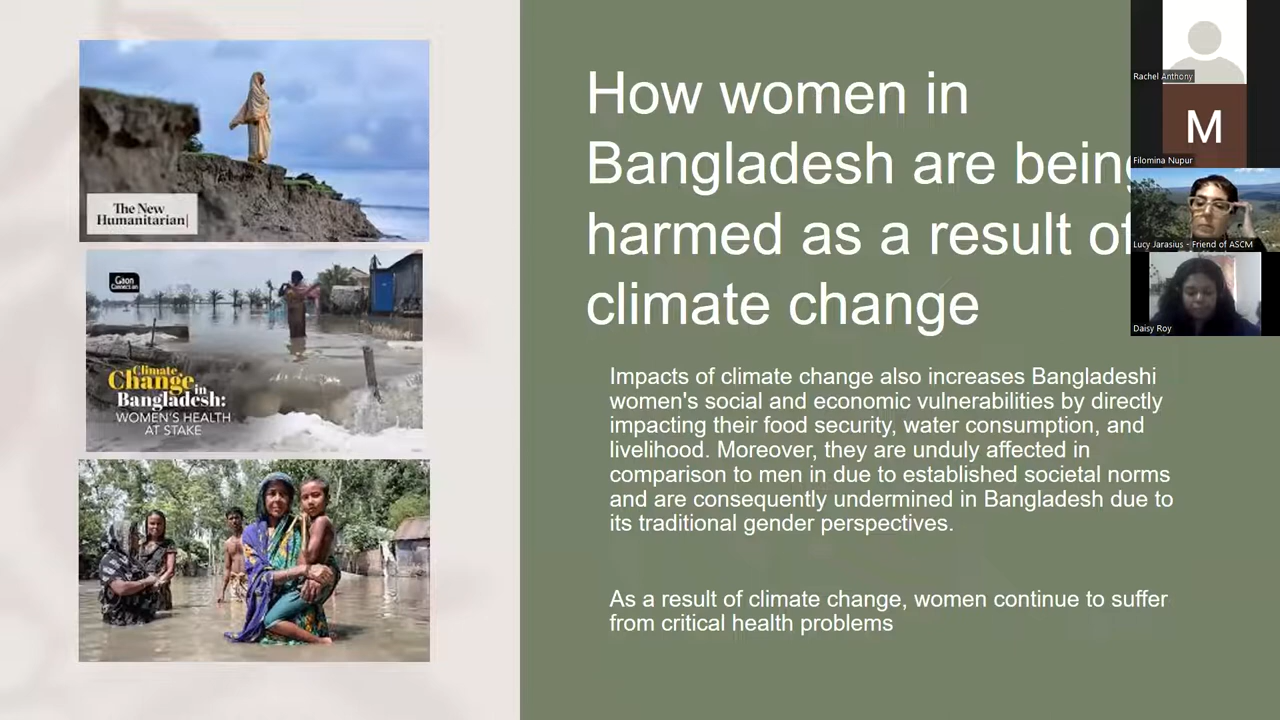 The New
Humanitarian
Gaon
Connection
Climate
Change in
Bangladesh:
WOMEN'S HEALTH
AT STAKE
How women in
Bangladesh are being
harmed as a result of
climate change
Impacts of climate change also increases Bangladeshi
women's social and economic vulnerabilities by directly
impacting their food security, water consumption, and
livelihood. Moreover, they are unduly affected in
comparison to men in due to established societal norms
and are consequently undermined in Bangladesh due to
its traditional gender perspectives.
As a result of climate change, women continue to suffer
from critical health problems
Rachel Anthony
M
Filomina Nupur
Lucy Jarasius - Friend of ASCM
Daisy Roy